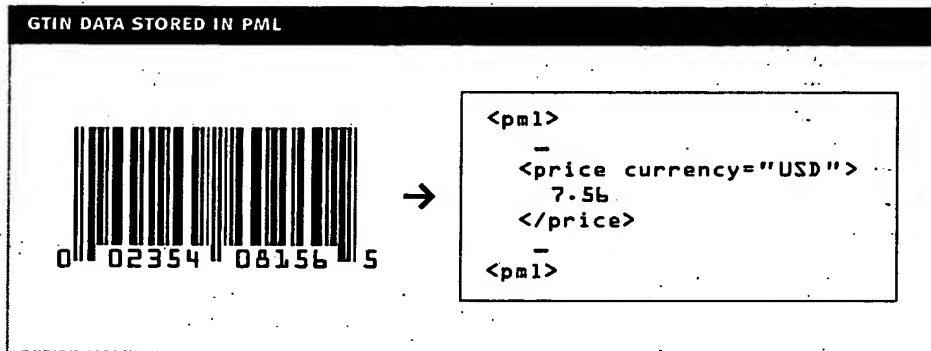 GTIN DATA STORED IN PML
<pml>
–
<price currency="USD">
7.56
</price>
–
<pml>
0 02354 08156 5